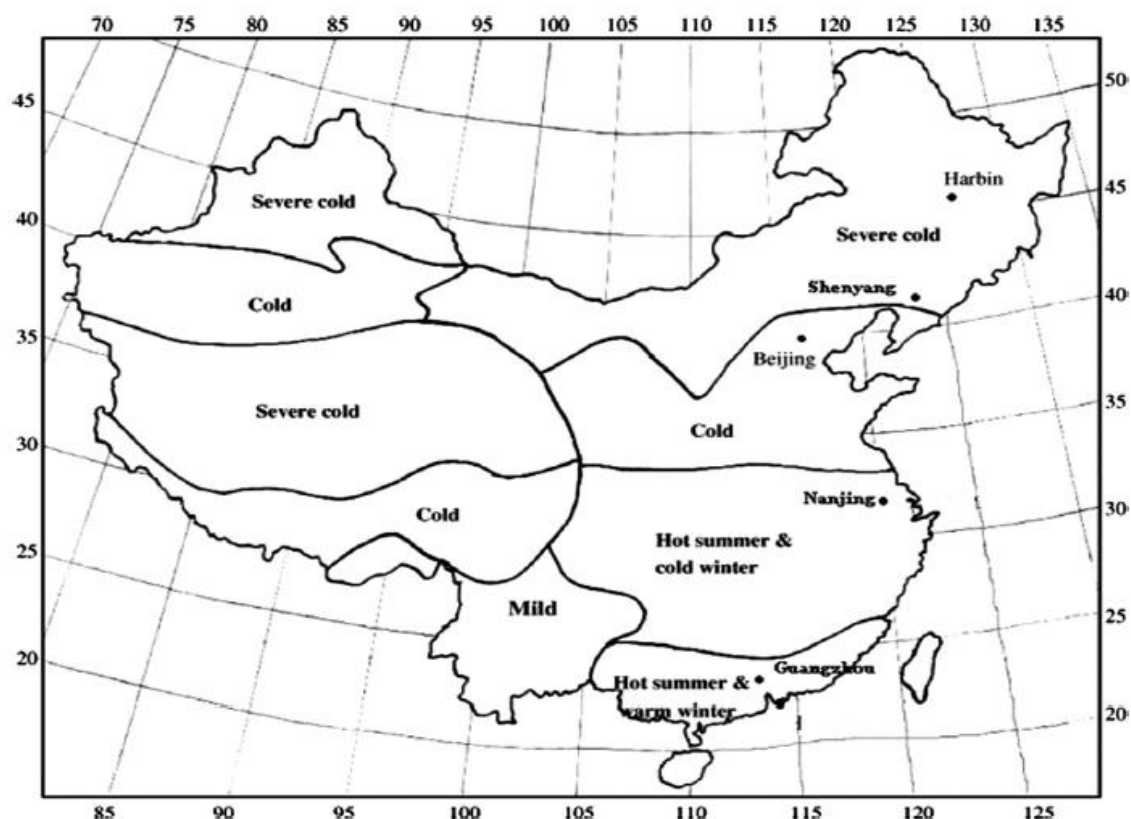 70 75 80 85 90 95 100 105 110 115 120 125 130 135
45
40
35
30
25
20
50
45
40
35
30
25
20
Harbin
Severe cold
Severe cold
Shenyang
Cold
Beijing
Severe cold
Cold
Nanjing
Cold
Hot summer &
cold winter
Mild
Guangzhou
Hot summer &
warm winter
85 90 95 100 105 110 115 120 125